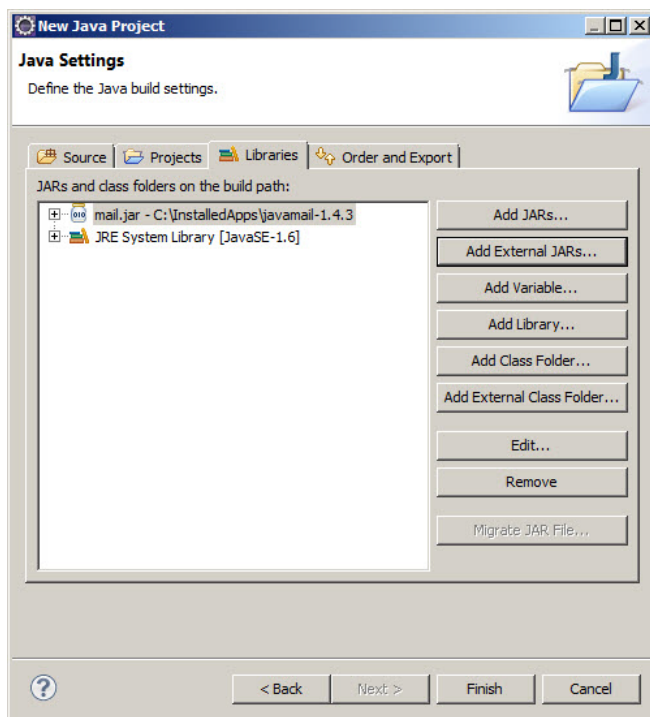 New Java Project
Java Settings
Define the Java build settings.
Source Projects Libraries Order and Export
JARs and class folders on the build path:
mail.jar - C:\InstalledApps\javamail-1.4.3
JRE System Library [JavaSE-1.6]
Add JARs...
Add External JARs...
Add Variable...
Add Library...
Add Class Folder...
Add External Class Folder...
Edit...
Remove
Migrate JAR File...
< Back Next > Finish Cancel